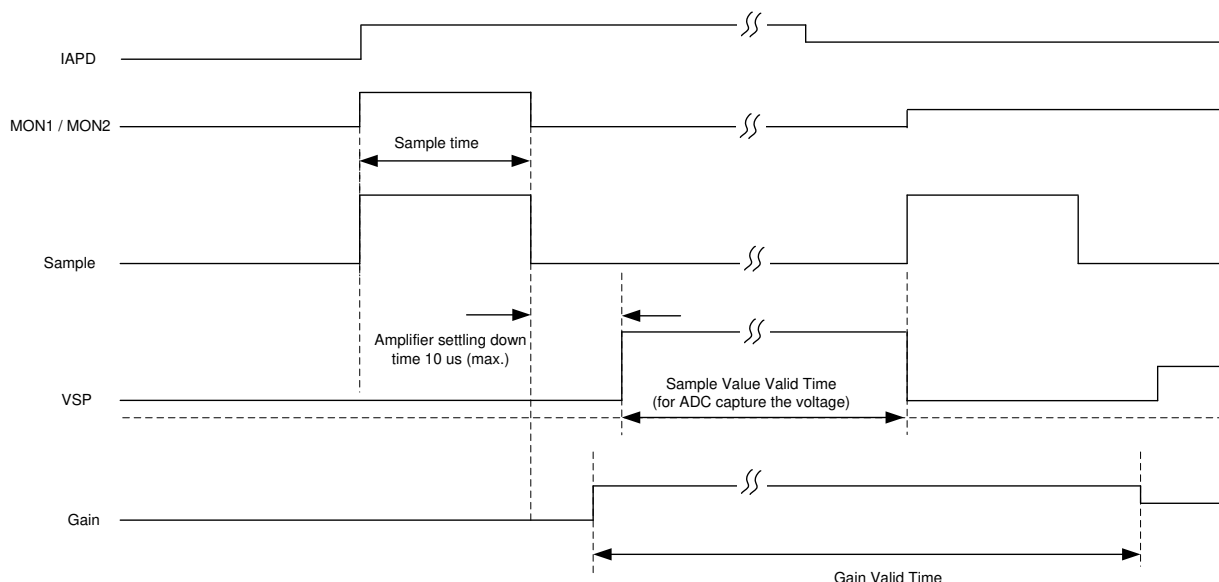 IAPD
MON1 / MON2
Sample time
Sample
Amplifier settling down
time 10 us (max.)
Sample Value Valid Time
(for ADC capture the voltage)
VSP
Gain
Gain Valid Time